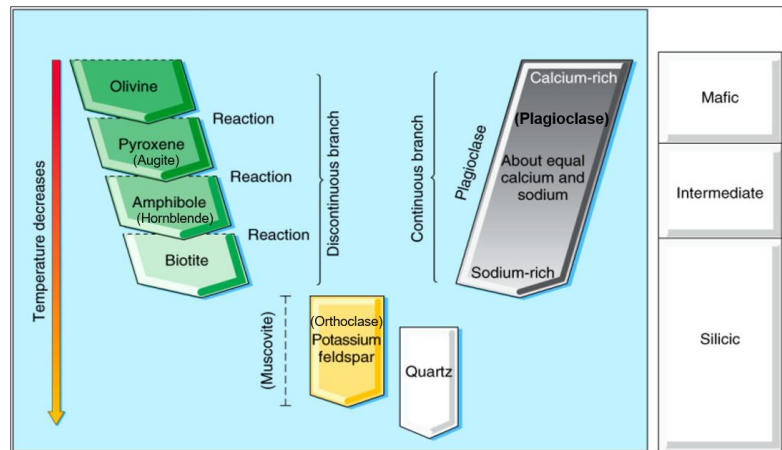 Temperature decreases
Olivine
Reaction
Pyroxene
(Augite)
Reaction
Amphibole
(Hornblende)
Reaction
Biotite
Discontinuous branch
Continuous branch
Plagioclase
Calcium-rich
(Plagioclase)
About equal
calcium and
sodium
Sodium-rich
(Muscovite)
(Orthoclase)
Potassium
feldspar
Quartz
Mafic
Intermediate
Silicic